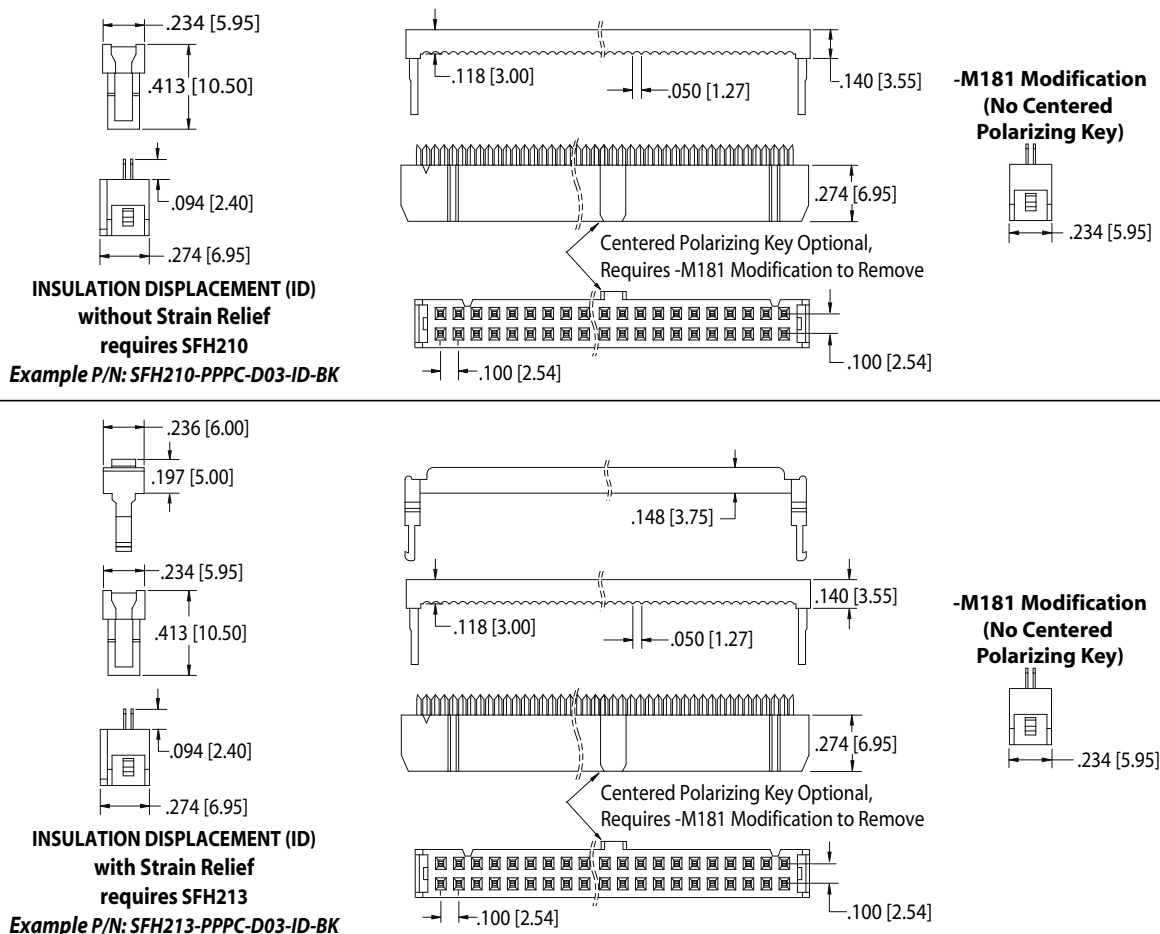 .234 [5.95]
.413 [10.50]
.118 [3.00]
.050 [1.27]
.140 [3.55]
-M181 Modification
(No Centered
Polarizing Key)
.094 [2.40]
.274 [6.95]
.274 [6.95]
.234 [5.95]
Centered Polarizing Key Optional,
Requires -M181 Modification to Remove
INSULATION DISPLACEMENT (ID)
without Strain Relief
requires SFH210
Example P/N: SFH210-PPPC-D03-ID-BK
.100 [2.54]
.100 [2.54]
.236 [6.00]
.197 [5.00]
.148 [3.75]
.234 [5.95]
.413 [10.50]
.118 [3.00]
.050 [1.27]
.140 [3.55]
-M181 Modification
(No Centered
Polarizing Key)
.094 [2.40]
.274 [6.95]
.274 [6.95]
.234 [5.95]
Centered Polarizing Key Optional,
Requires -M181 Modification to Remove
INSULATION DISPLACEMENT (ID)
with Strain Relief
requires SFH213
Example P/N: SFH213-PPPC-D03-ID-BK
.100 [2.54]
.100 [2.54]